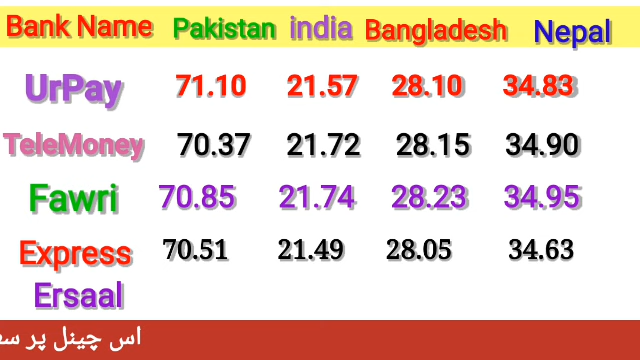 Bank Name Pakistan india Bangladesh Nepal
UrPay 71.10 21.57 28.10 34.83
TeleMoney 70.37 21.72 28.15 34.90
Fawri 70.85 21.74 28.23 34.95
Express 70.51 21.49 28.05 34.63
Ersaal
اس چینل پر